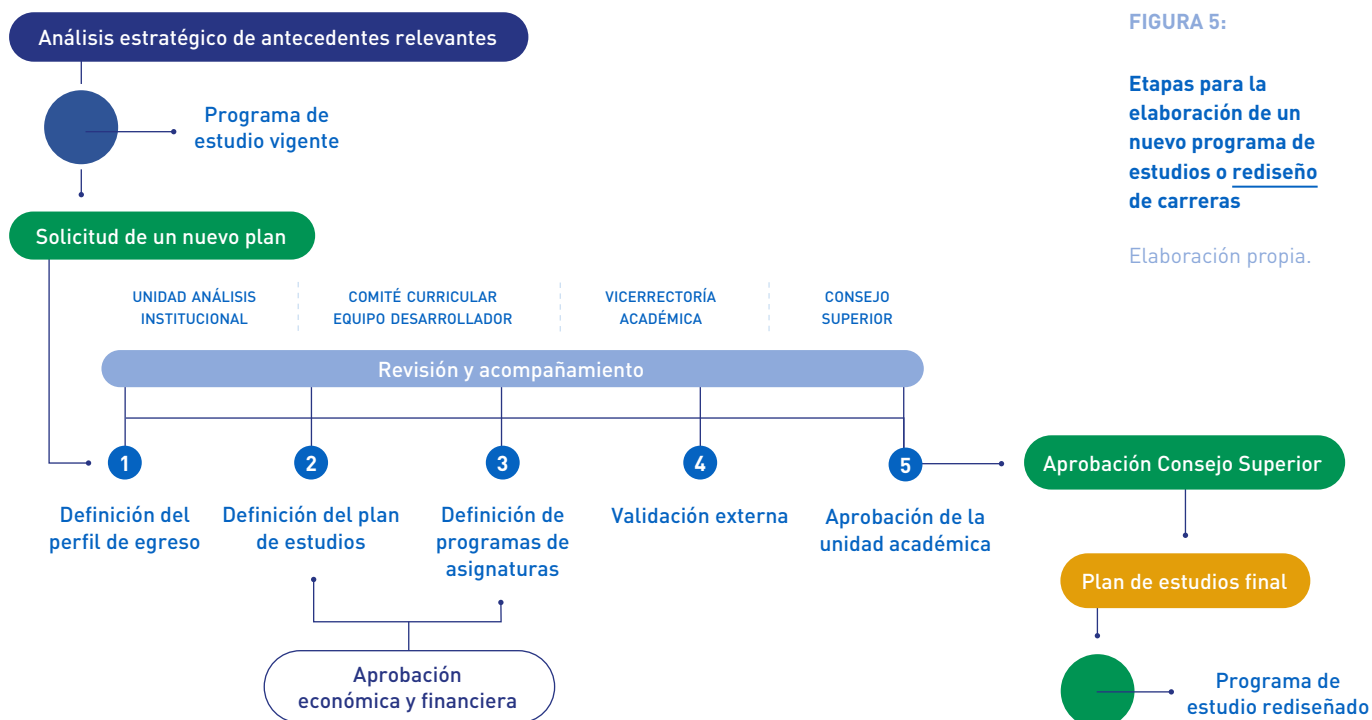 Análisis estratégico de antecedentes relevantes
Programa de
estudio vigente
Solicitud de un nuevo plan
UNIDAD ANÁLISIS
INSTITUCIONAL
COMITÉ CURRICULAR
EQUIPO DESARROLLADOR
VICERRECTORÍA
ACADÉMICA
CONSEJO
SUPERIOR
Revisión y acompañamiento
1
2
3
4
5
Definición del
perfil de egreso
Definición del plan
de estudios
Definición de
programas de
asignaturas
Validación externa
Aprobación de la
unidad académica
Aprobación
económica y financiera
Aprobación Consejo Superior
Plan de estudios final
Programa de
estudio rediseñado
FIGURA 5:
Etapas para la
elaboración de un
nuevo programa de
estudios o rediseño
de carreras
Elaboración propia.